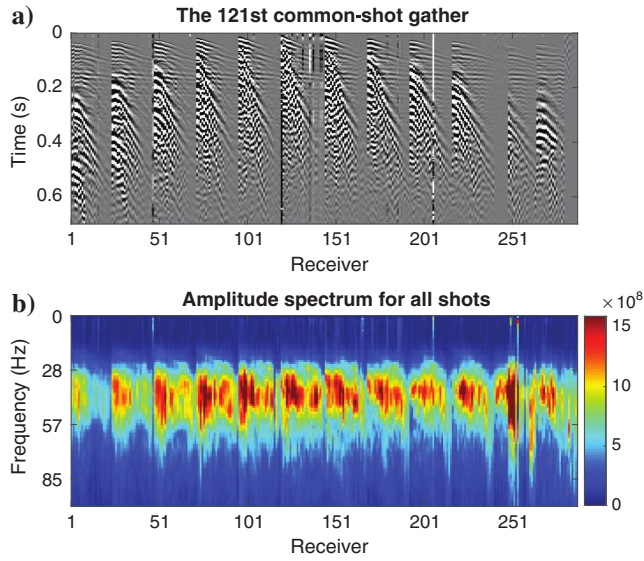 a)
The 121st common-shot gather
0
0.2
0.4
0.6
Time (s)
1 51 101 151 201 251
Receiver
b)
Amplitude spectrum for all shots
× 10⁸
0
28
57
85
Frequency (Hz)
15
10
5
0
1 51 101 151 201 251
Receiver